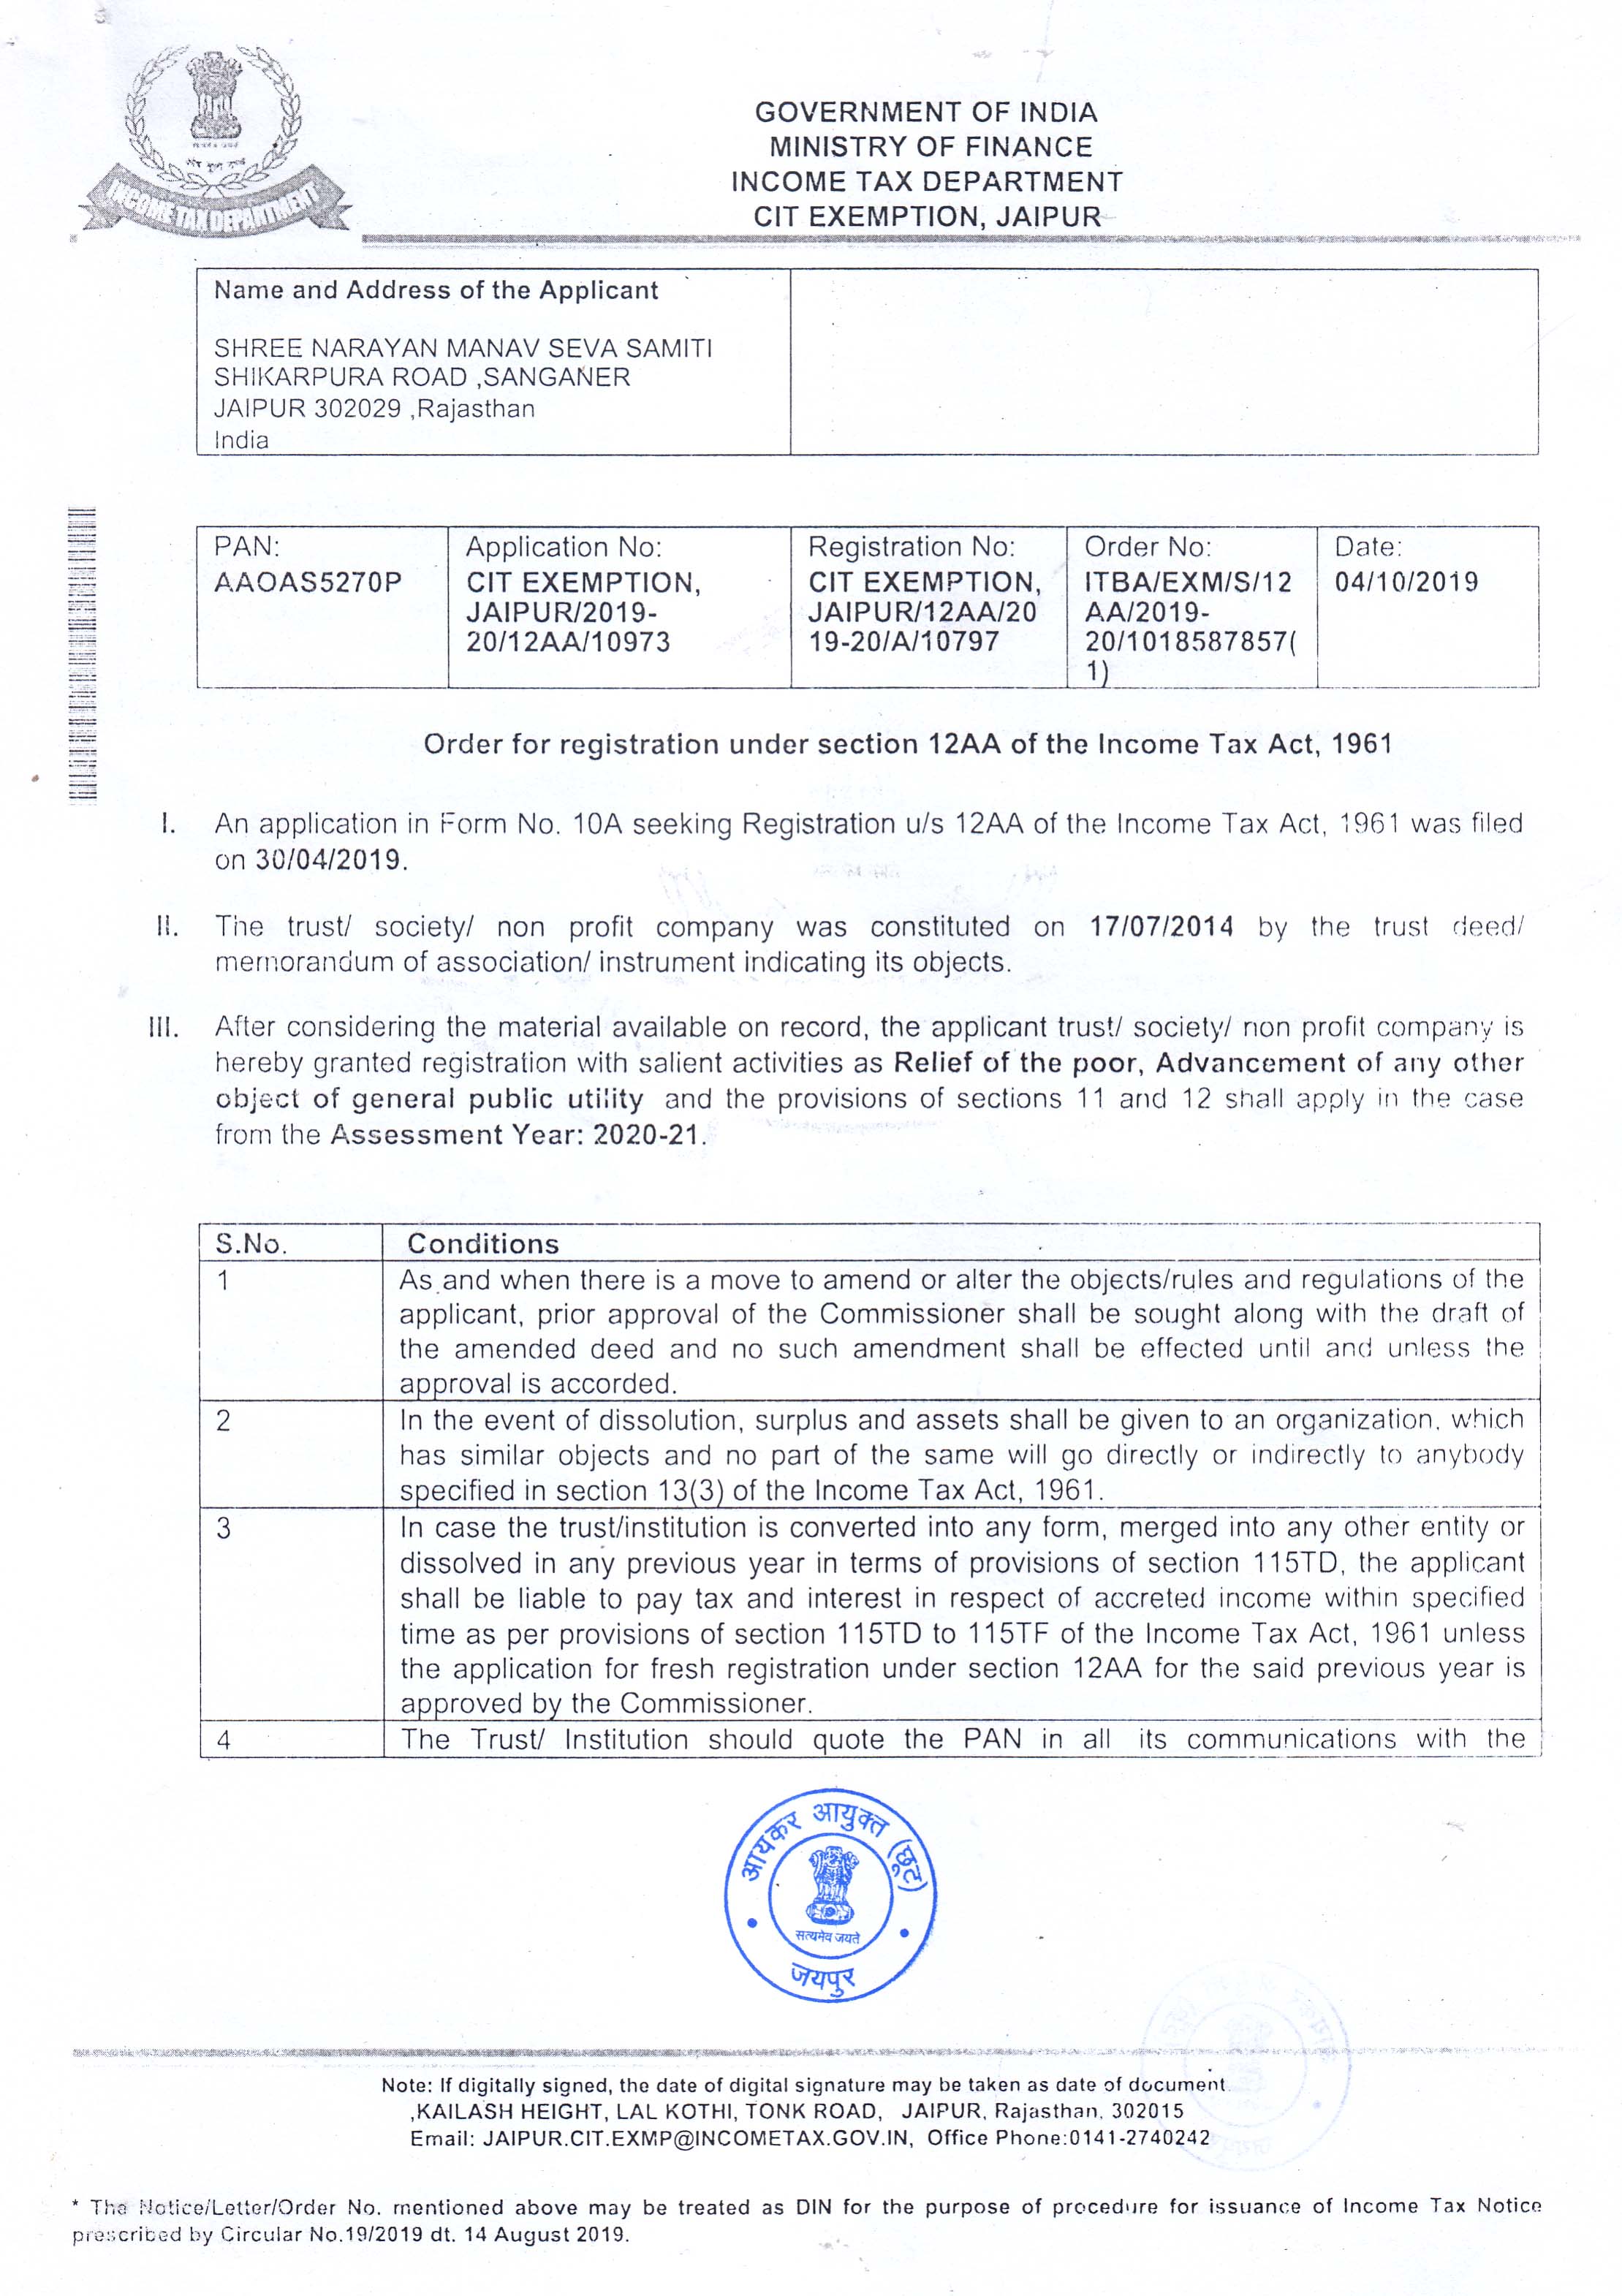 INCOME TAX DEPARTMENT
GOVERNMENT OF INDIA
MINISTRY OF FINANCE
INCOME TAX DEPARTMENT
CIT EXEMPTION, JAIPUR
Name and Address of the Applicant
SHREE NARAYAN MANAV SEVA SAMITI
SHIKARPURA ROAD ,SANGANER
JAIPUR 302029 ,Rajasthan
India
PAN:
AAOAS5270P
Application No:
CIT EXEMPTION,
JAIPUR/2019-
20/12AA/10973
Registration No:
CIT EXEMPTION,
JAIPUR/12AA/20
19-20/A/10797
Order No:
ITBA/EXM/S/12
AA/2019-
20/1018587857(
1)
Date:
04/10/2019
Order for registration under section 12AA of the Income Tax Act, 1961
I. An application in Form No. 10A seeking Registration u/s 12AA of the Income Tax Act, 1961 was filed
on 30/04/2019.
II. The trust/ society/ non profit company was constituted on 17/07/2014 by the trust deed/
memorandum of association/ instrument indicating its objects.
III. After considering the material available on record, the applicant trust/ society/ non profit company is
hereby granted registration with salient activities as Relief of the poor, Advancement of any other
object of general public utility and the provisions of sections 11 and 12 shall apply in the case
from the Assessment Year: 2020-21.
S.No. Conditions
1 As and when there is a move to amend or alter the objects/rules and regulations of the
applicant, prior approval of the Commissioner shall be sought along with the draft of
the amended deed and no such amendment shall be effected until and unless the
approval is accorded.
2 In the event of dissolution, surplus and assets shall be given to an organization, which
has similar objects and no part of the same will go directly or indirectly to anybody
specified in section 13(3) of the Income Tax Act, 1961.
3 In case the trust/institution is converted into any form, merged into any other entity or
dissolved in any previous year in terms of provisions of section 115TD, the applicant
shall be liable to pay tax and interest in respect of accreted income within specified
time as per provisions of section 115TD to 115TF of the Income Tax Act, 1961 unless
the application for fresh registration under section 12AA for the said previous year is
approved by the Commissioner.
4 The Trust/ Institution should quote the PAN in all its communications with the
आयकर आयुक्त (छूट)
सत्यमेव जयते
जयपुर
Note: If digitally signed, the date of digital signature may be taken as date of document.
,KAILASH HEIGHT, LAL KOTHI, TONK ROAD, JAIPUR, Rajasthan, 302015
Email: JAIPUR.CIT.EXMP@INCOMETAX.GOV.IN, Office Phone:0141-2740242
* The Notice/Letter/Order No. mentioned above may be treated as DIN for the purpose of procedure for issuance of Income Tax Notice
prescribed by Circular No.19/2019 dt. 14 August 2019.